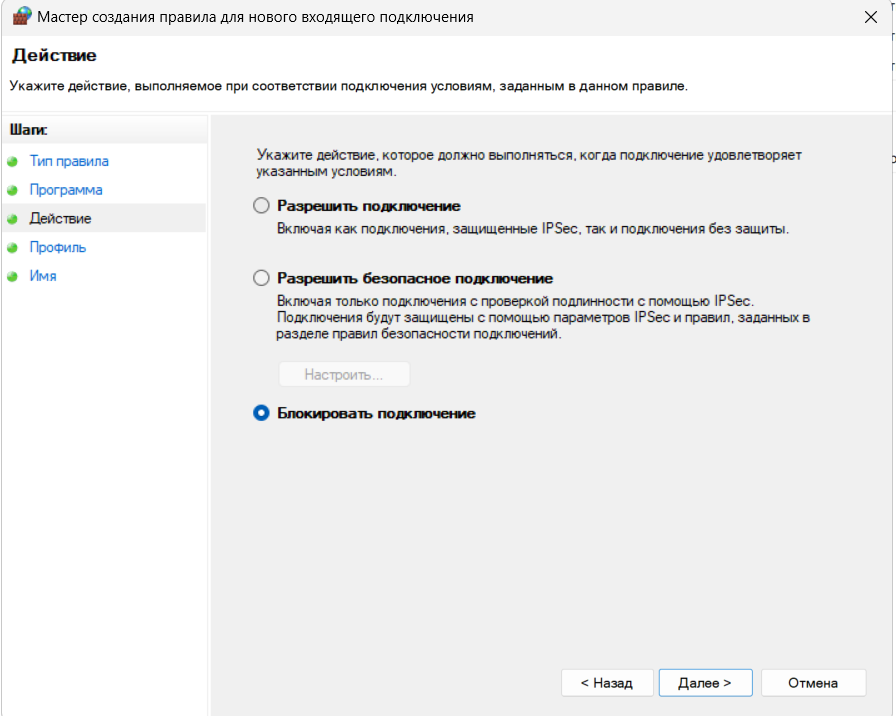 Мастер создания правила для нового входящего подключения
Действие
Укажите действие, выполняемое при соответствии подключения условиям, заданным в данном правиле.
Шаги:
Тип правила
Программа
Действие
Профиль
Имя
Укажите действие, которое должно выполняться, когда подключение удовлетворяет
указанным условиям.
Разрешить подключение
Включая как подключения, защищенные IPSec, так и подключения без защиты.
Разрешить безопасное подключение
Включая только подключения с проверкой подлинности с помощью IPSec.
Подключения будут защищены с помощью параметров IPSec и правил, заданных в
разделе правил безопасности подключений.
Настроить...
Блокировать подключение
< Назад
Далее >
Отмена